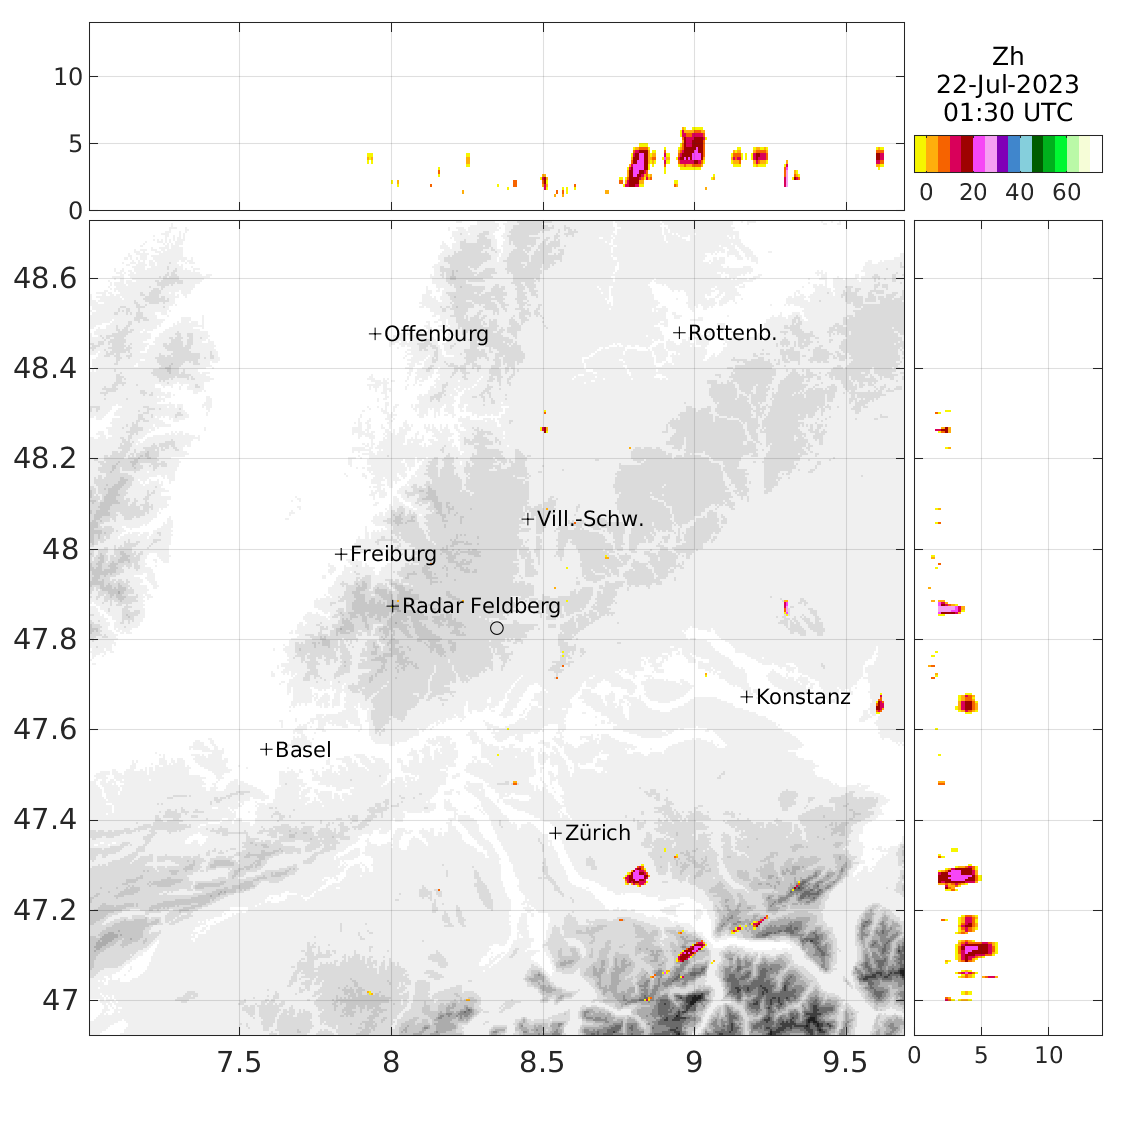 Zh
22-Jul-2023
01:30 UTC
0 20 40 60
10
5
0
48.6
48.4
48.2
48
47.8
47.6
47.4
47.2
47
Offenburg
Rottenb.
Vill.-Schw.
Freiburg
Radar Feldberg
Konstanz
Basel
Zürich
7.5 8 8.5 9 9.5
0 5 10